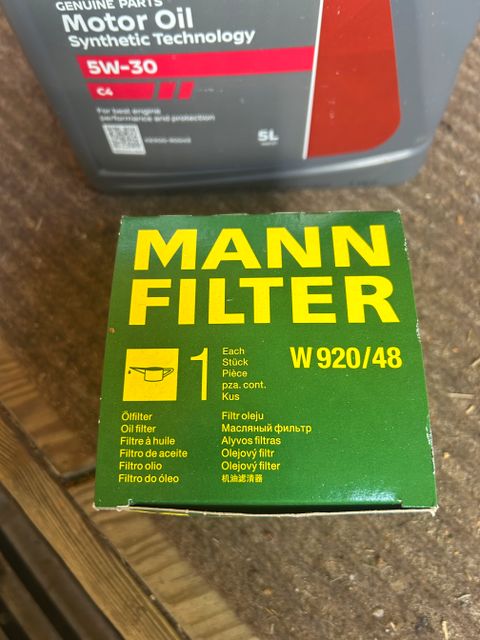 GENUINE PARTS
Motor Oil
Synthetic Technology
5W-30
C4
For best engine
performance and protection
5L
MANN
FILTER
1
Each
Stück
Pièce
pza. cont.
Kus
W 920/48
Ölfilter
Oil filter
Filtre à huile
Filtro de aceite
Filtro olio
Filtro do óleo
Filtr oleju
Масляный фильтр
Alyvos filtras
Olejový filtr
Olejový filter
机油滤清器